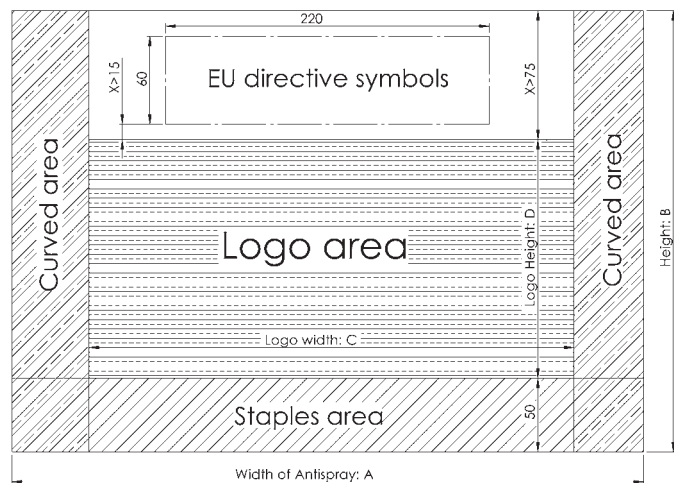 220
X>15
60
EU directive symbols
X>75
Curved area
Curved area
Logo area
Logo Height: D
Height: B
Logo width: C
Staples area
50
Width of Antispray: A